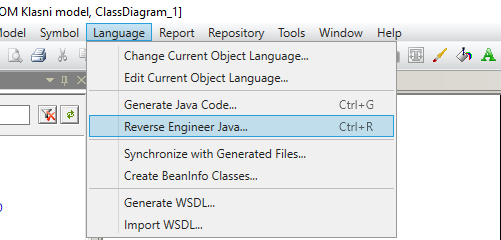 OM Klasni model, ClassDiagram_1]
Model Symbol Language Report Repository Tools Window Help
Change Current Object Language...
Edit Current Object Language...
Generate Java Code... Ctrl+G
Reverse Engineer Java... Ctrl+R
Synchronize with Generated Files...
Create BeanInfo Classes...
Generate WSDL...
Import WSDL...